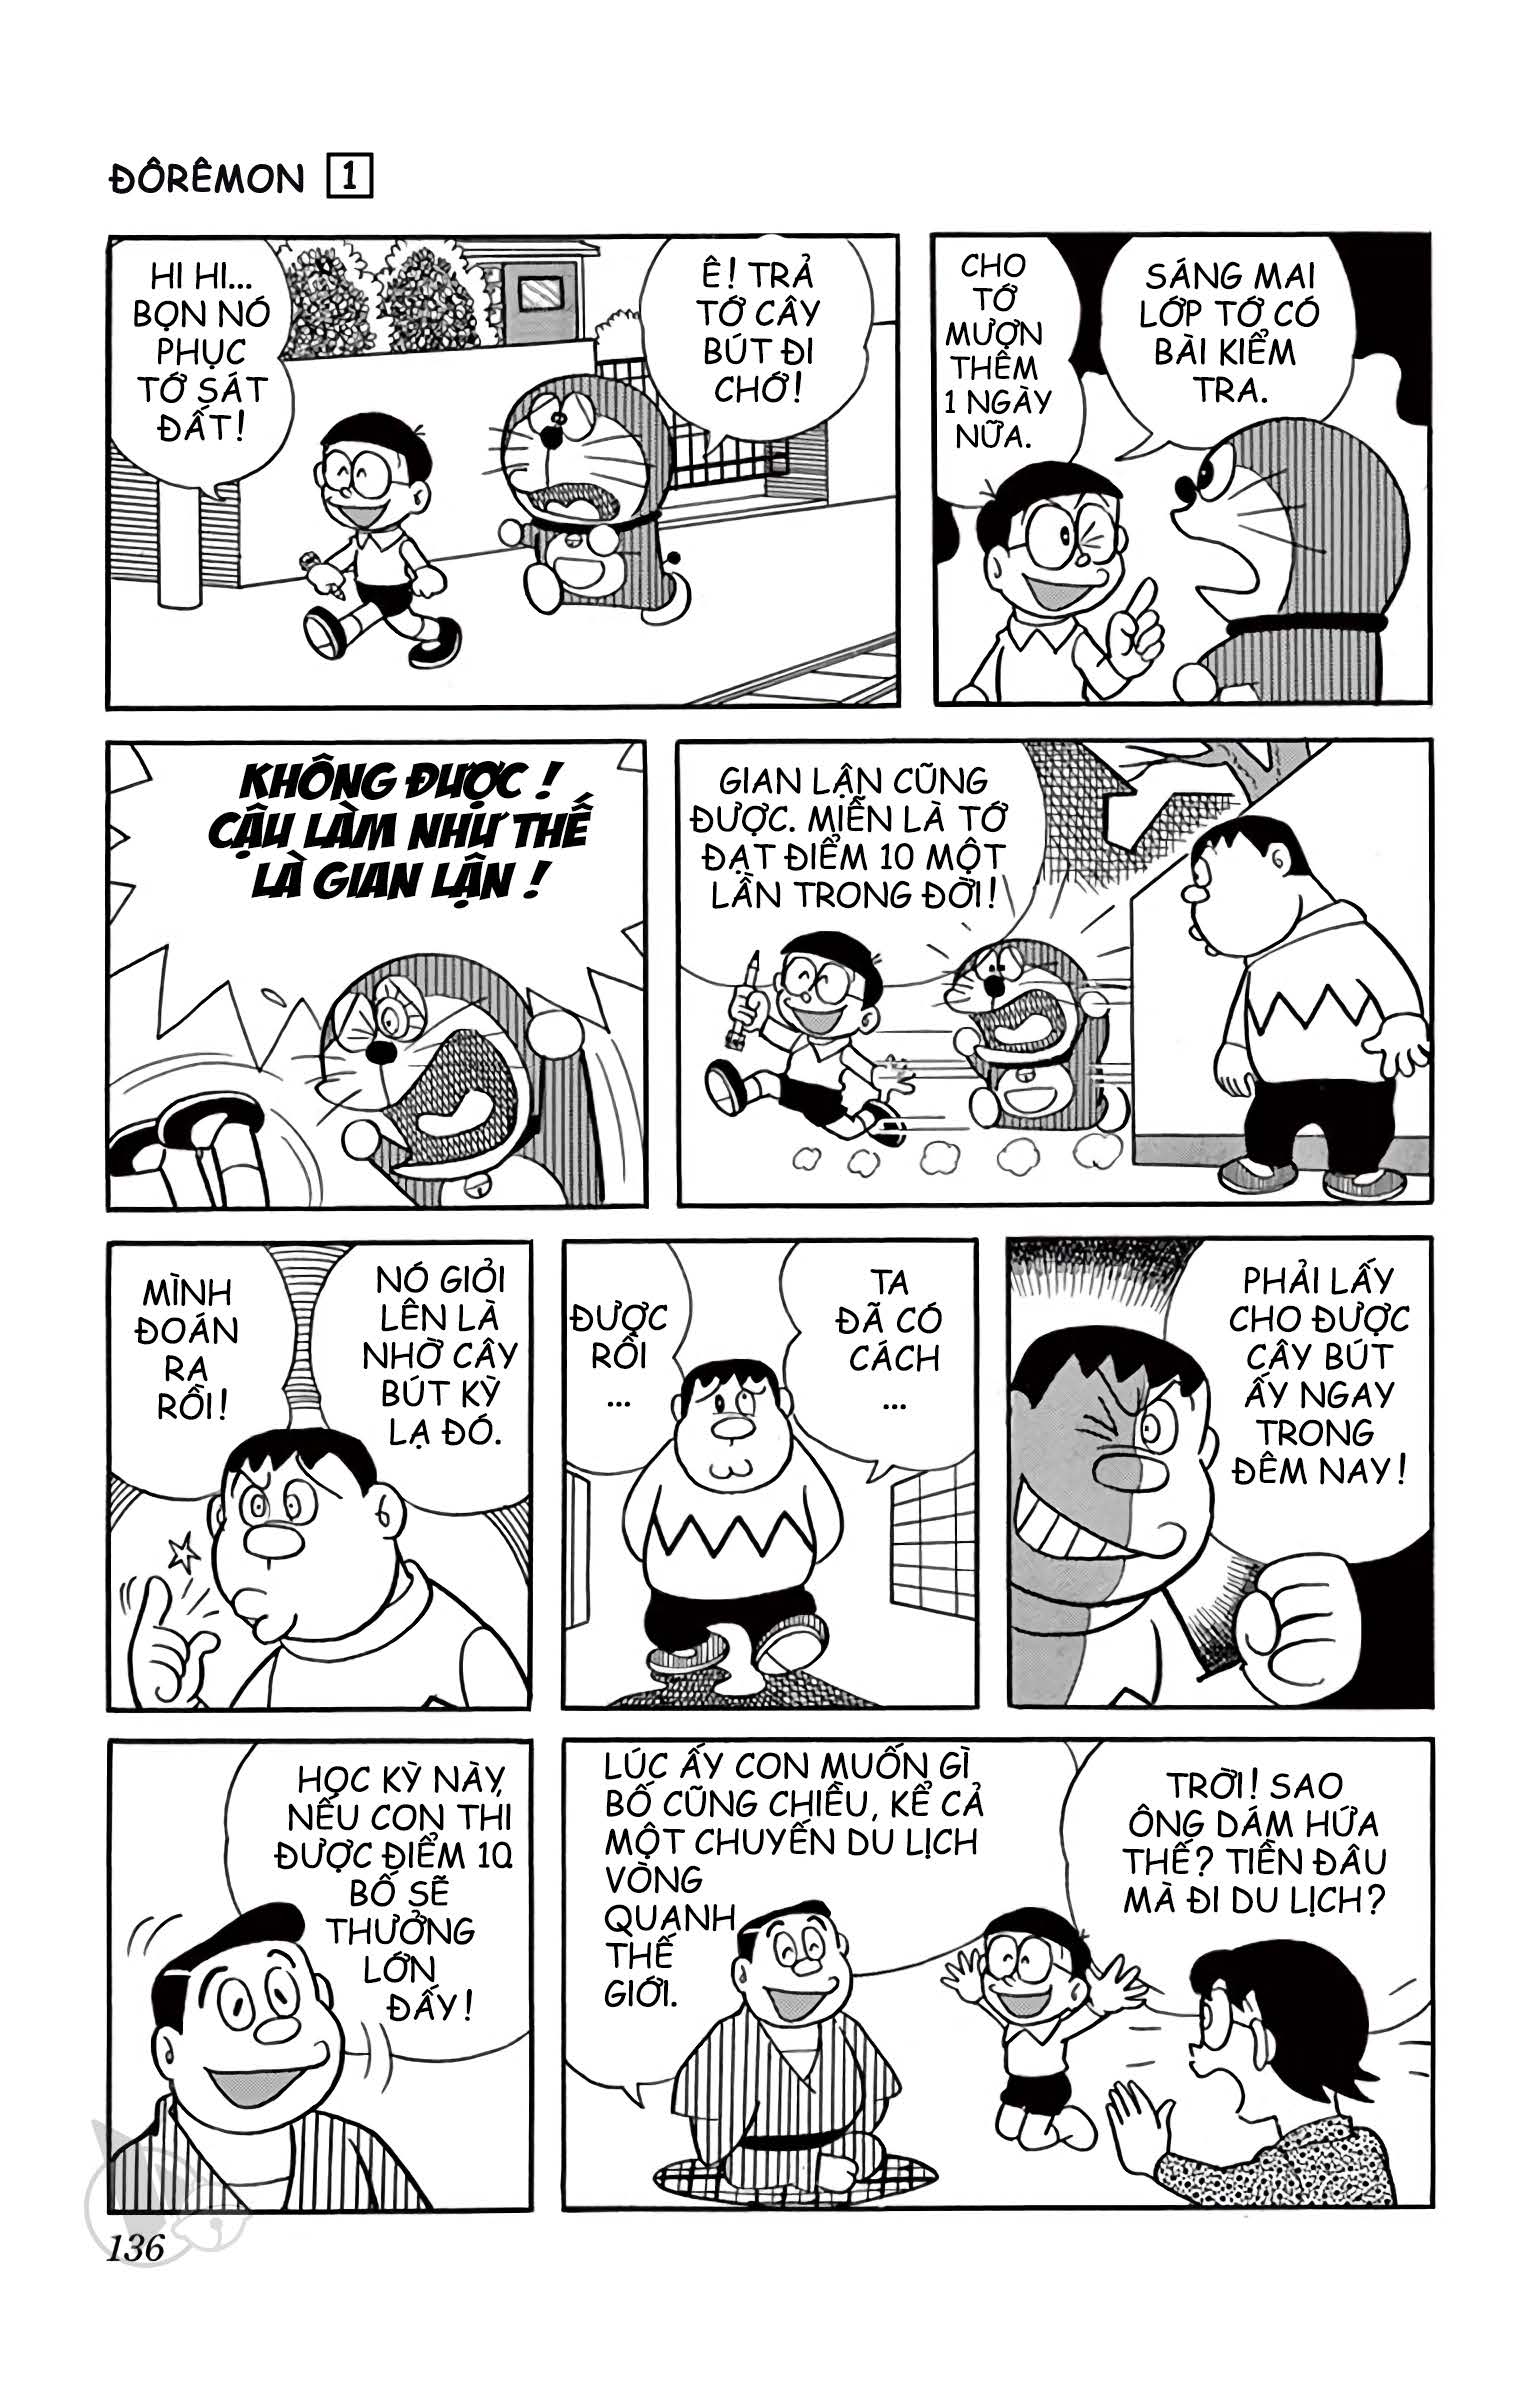 ĐÔRÊMON 1
HI HI...
BỌN NÓ
PHỤC
TỚ SÁT
ĐẤT!
Ê! TRẢ
TỚ CÂY
BÚT ĐI
CHỚ!
CHO
TỚ
MƯỢN
THÊM
1 NGÀY
NỮA.
SÁNG MAI
LỚP TỚ CÓ
BÀI KIỂM
TRA.
KHÔNG ĐƯỢC!
CẬU LÀM NHƯ THẾ
LÀ GIAN LẬN!
GIAN LẬN CŨNG
ĐƯỢC. MIỄN LÀ TỚ
ĐẠT ĐIỂM 10 MỘT
LẦN TRONG ĐỜI!
MÌNH
ĐOÁN
RA
RỒI!
NÓ GIỎI
LÊN LÀ
NHỜ CÂY
BÚT KỲ
LẠ ĐÓ.
ĐƯỢC
RỒI
...
TA
ĐÃ CÓ
CÁCH
...
PHẢI LẤY
CHO ĐƯỢC
CÂY BÚT
ẤY NGAY
TRONG
ĐÊM NAY!
HỌC KỲ NÀY,
NẾU CON THI
ĐƯỢC ĐIỂM 10,
BỐ SẼ
THƯỞNG
LỚN
ĐẤY!
LÚC ẤY CON MUỐN GÌ
BỐ CŨNG CHIỀU, KỂ CẢ
MỘT CHUYẾN DU LỊCH
VÒNG
QUANH
THẾ
GIỚI.
TRỜI! SAO
ÔNG DÁM HỨA
THẾ? TIỀN ĐÂU
MÀ ĐI DU LỊCH?
136